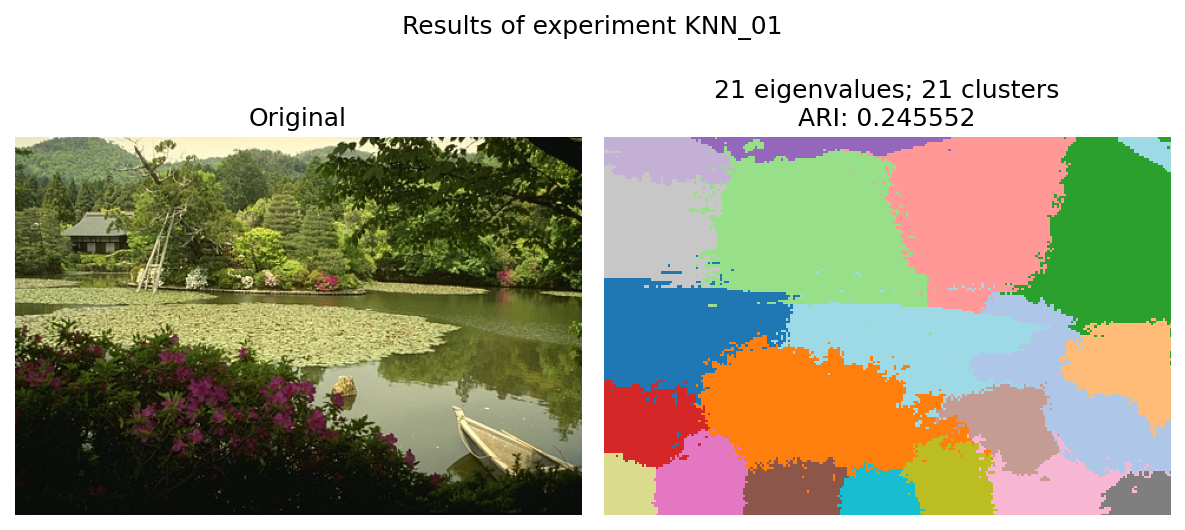 Results of experiment KNN_01
Original
21 eigenvalues; 21 clusters
ARI: 0.245552